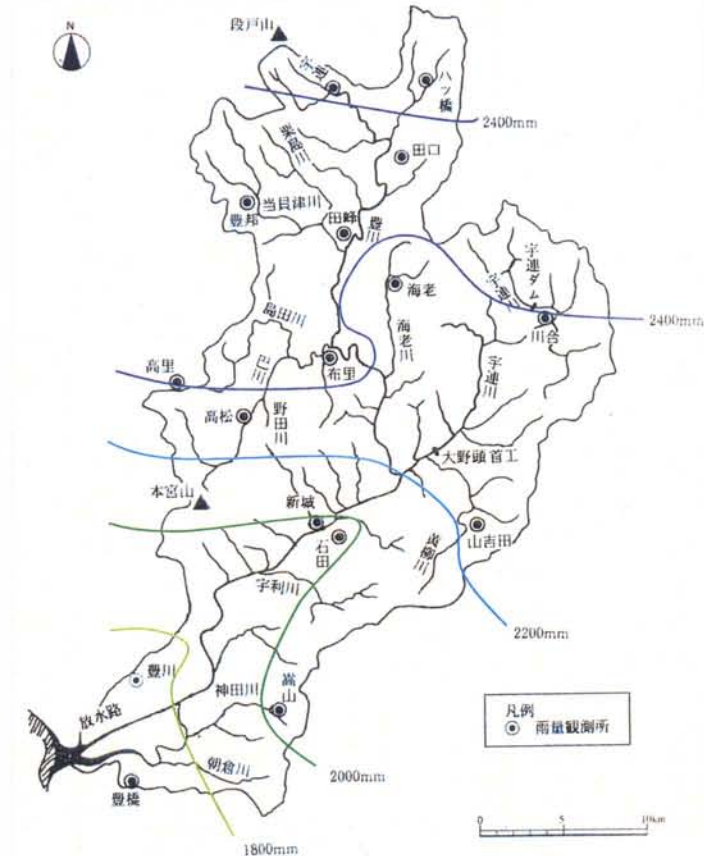 N
段戸山
宇連
八ッ橋
2400mm
栗島川
田口
当貝津川
豊邦
田峰
豊川
宇連ダム
宇連川
海老
島田川
海老川
川合
2400mm
宇連川
高里
巴川
布里
高松
野田川
大野頭首工
本宮山
新城
石田
黄柳川
山吉田
宇利川
2200mm
豊川
神田川
嵩山
凡例
雨量観測所
放水路
朝倉川
2000mm
豊橋
0 5 10km
1800mm